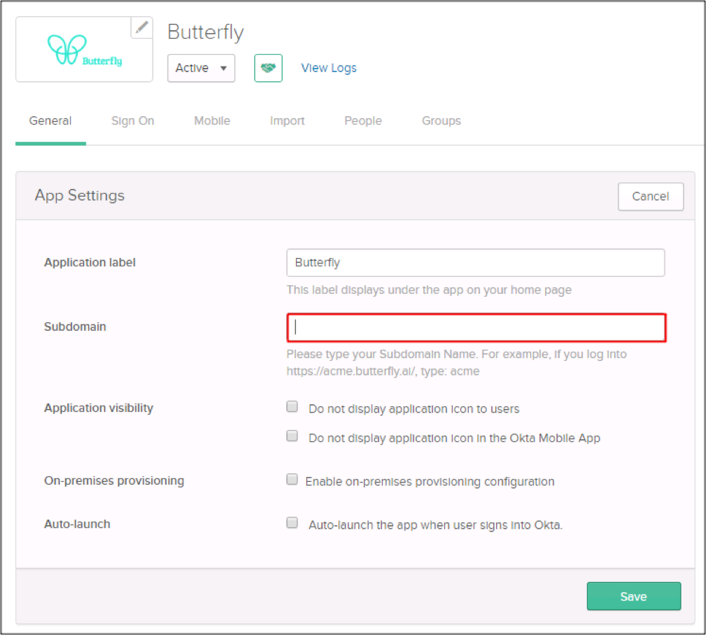 Butterfly
Butterfly
Active
View Logs
General Sign On Mobile Import People Groups
App Settings
Cancel
Application label
Butterfly
This label displays under the app on your home page
Subdomain
Please type your Subdomain Name. For example, if you log into
https://acme.butterfly.ai/, type: acme
Application visibility
Do not display application icon to users
Do not display application icon in the Okta Mobile App
On-premises provisioning
Enable on-premises provisioning configuration
Auto-launch
Auto-launch the app when user signs into Okta.
Save